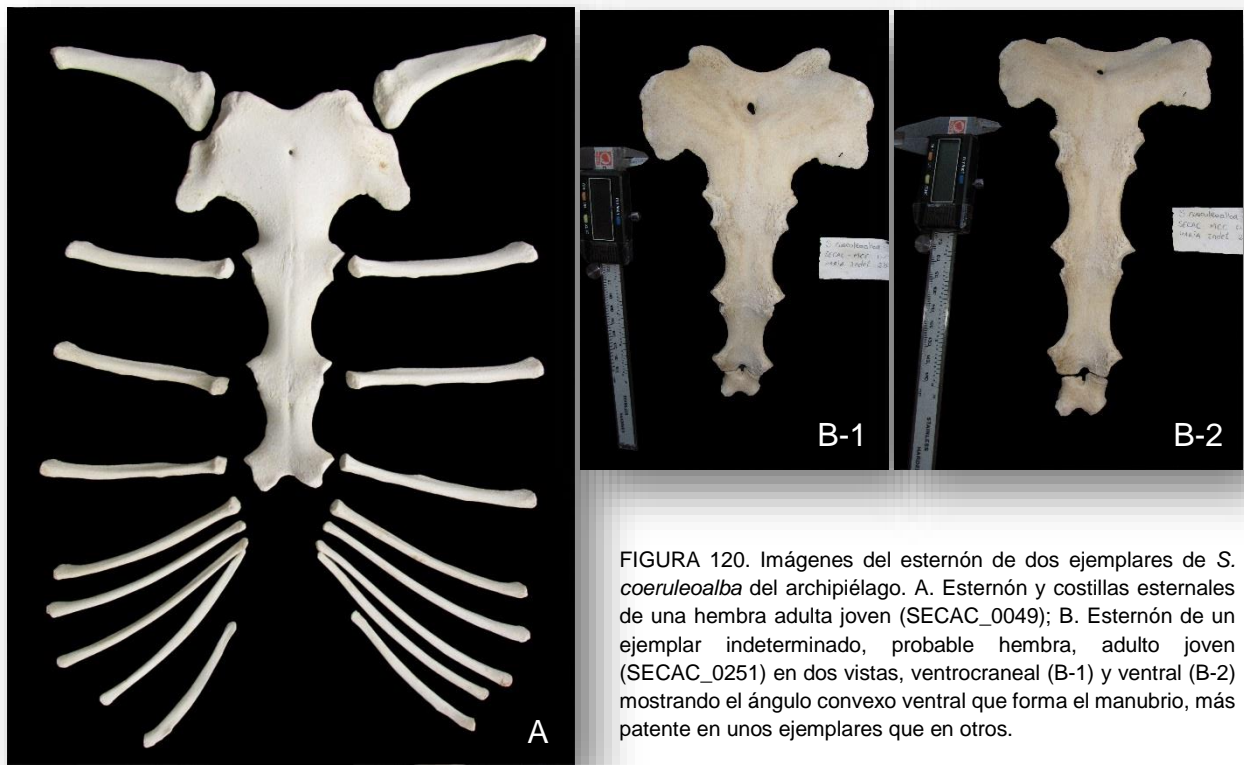 A
B-1
B-2
FIGURA 120. Imágenes del esternón de dos ejemplares de S.
coeruleoalba del archipiélago. A. Esternón y costillas esternales
de una hembra adulta joven (SECAC_0049); B. Esternón de un
ejemplar indeterminado, probable hembra, adulto joven
(SECAC_0251) en dos vistas, ventrocraneal (B-1) y ventral (B-2)
mostrando el ángulo convexo ventral que forma el manubrio, más
patente en unos ejemplares que en otros.